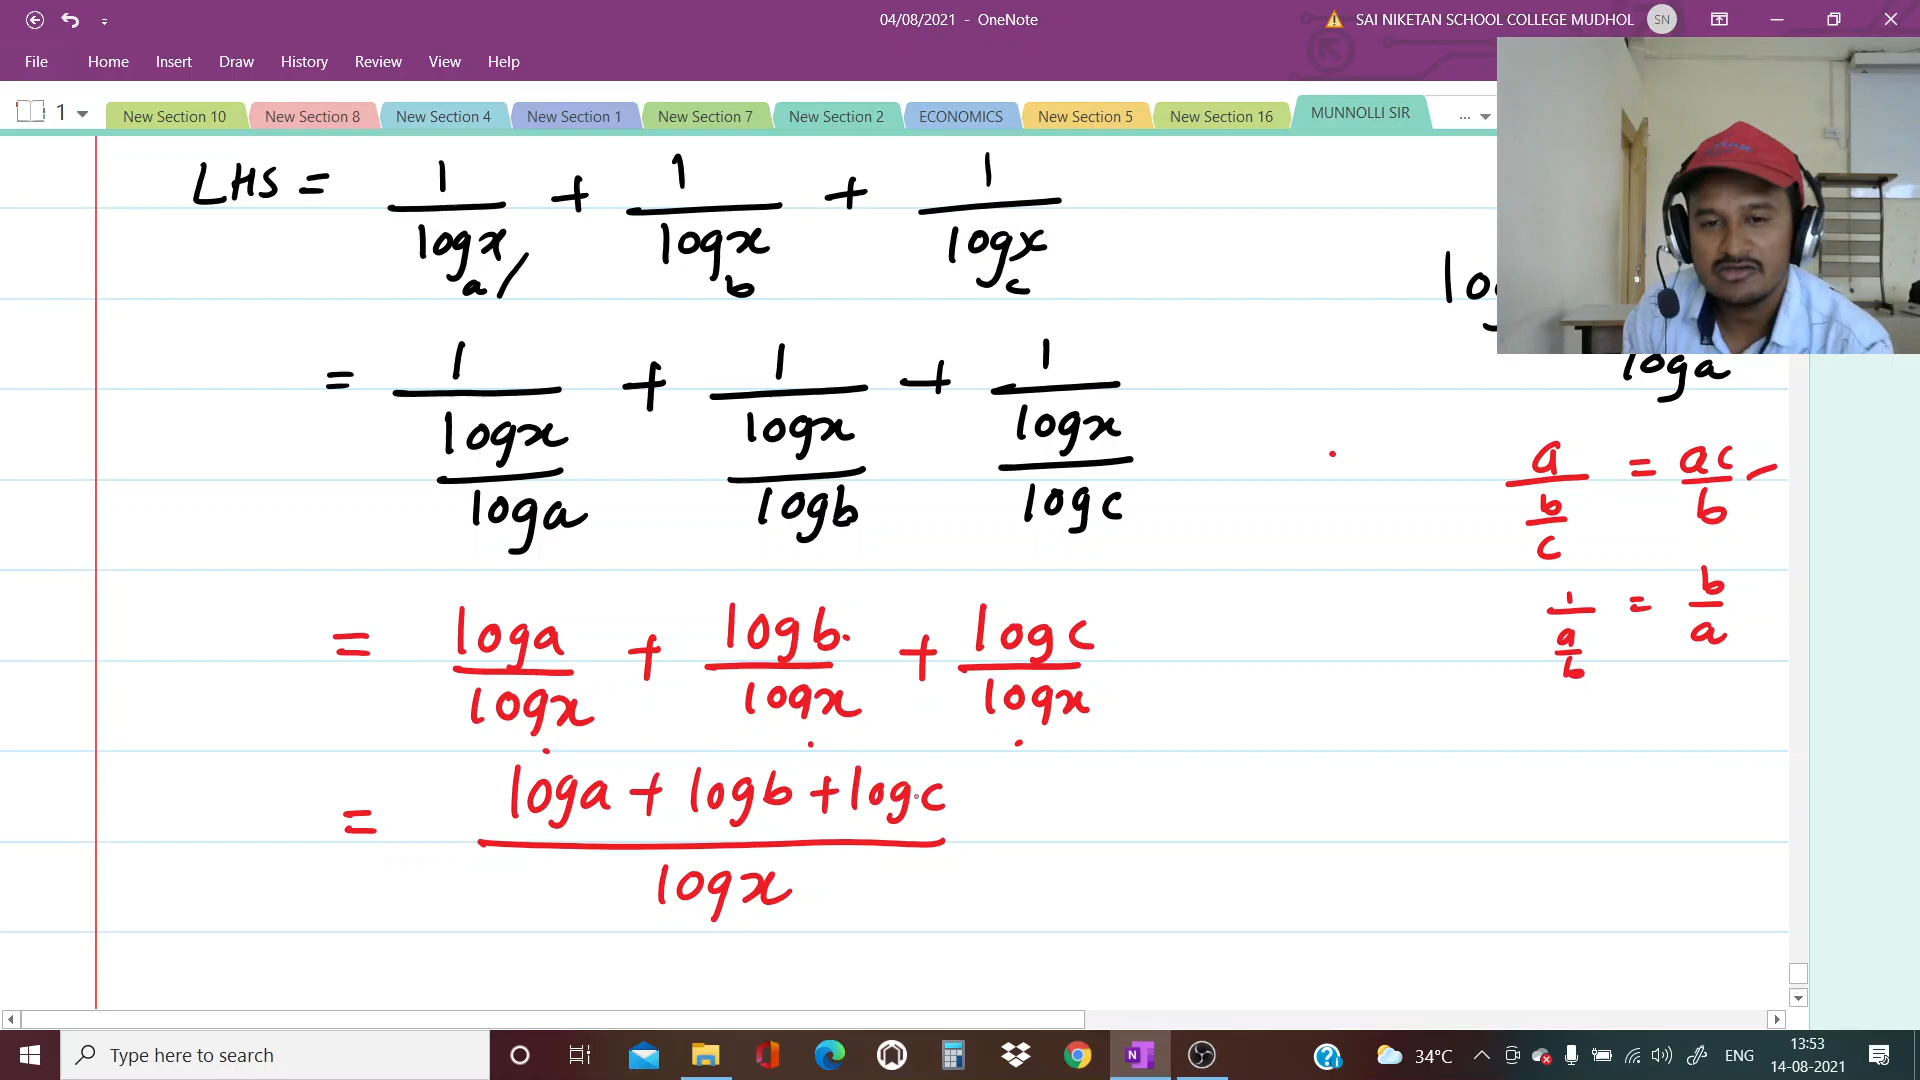 04/08/2021 - OneNote
SAI NIKETAN SCHOOL COLLEGE MUDHOL SN
File Home Insert Draw History Review View Help
1 New Section 10 New Section 8 New Section 4 New Section 1 New Section 7 New Section 2 ECONOMICS New Section 5 New Section 16 MUNNOLLI SIR ...
LHS = 1/log_a x + 1/log_b x + 1/log_c x
= 1/(logx/loga) + 1/(logx/logb) + 1/(logx/logc)
= loga/logx + logb/logx + logc/logx
= (loga + logb + logc)/logx
loga
a/(b/c) = ac/b
1/(a/b) = b/a
Type here to search
34°C ENG 13:53
14-08-2021